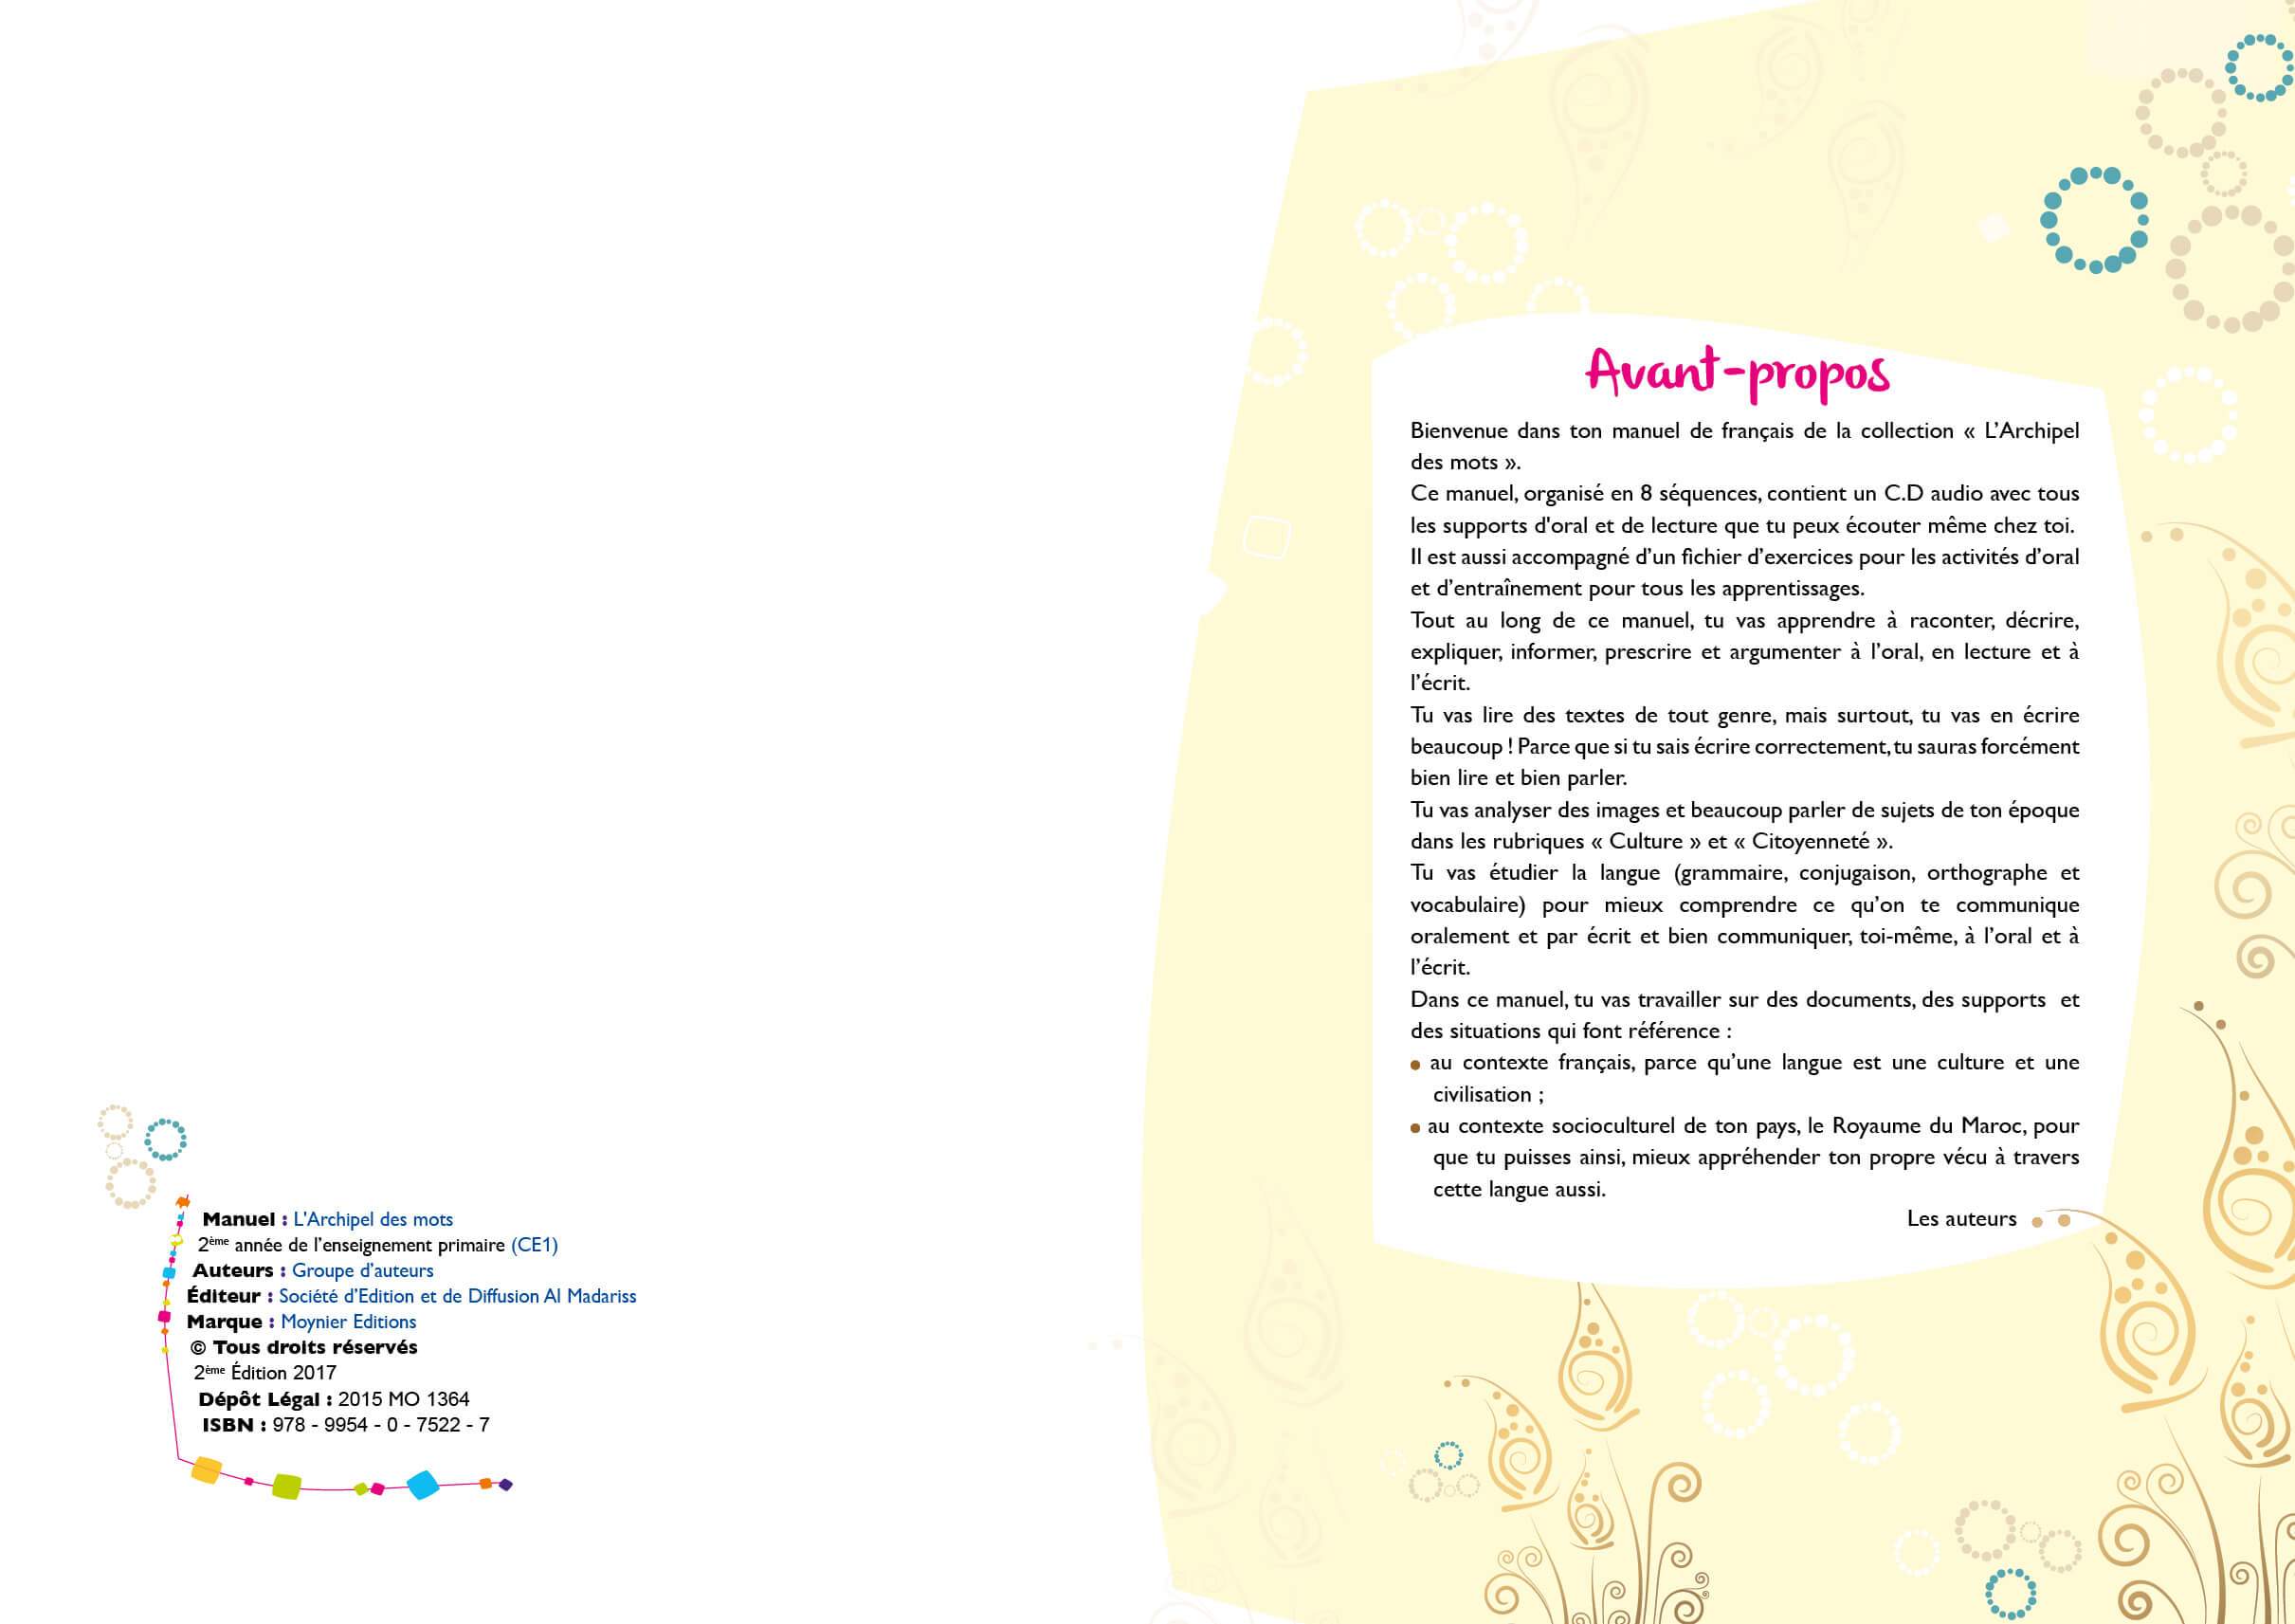 Manuel : L'Archipel des mots
2ème année de l'enseignement primaire (CE1)
Auteurs : Groupe d'auteurs
Éditeur : Société d'Edition et de Diffusion Al Madariss
Marque : Moynier Editions
© Tous droits réservés
2ème Édition 2017
Dépôt Légal : 2015 MO 1364
ISBN : 978 - 9954 - 0 - 7522 - 7
Avant-propos
Bienvenue dans ton manuel de français de la collection « L'Archipel
des mots ».
Ce manuel, organisé en 8 séquences, contient un C.D audio avec tous
les supports d'oral et de lecture que tu peux écouter même chez toi.
Il est aussi accompagné d'un fichier d'exercices pour les activités d'oral
et d'entraînement pour tous les apprentissages.
Tout au long de ce manuel, tu vas apprendre à raconter, décrire,
expliquer, informer, prescrire et argumenter à l'oral, en lecture et à
l'écrit.
Tu vas lire des textes de tout genre, mais surtout, tu vas en écrire
beaucoup ! Parce que si tu sais écrire correctement, tu sauras forcément
bien lire et bien parler.
Tu vas analyser des images et beaucoup parler de sujets de ton époque
dans les rubriques « Culture » et « Citoyenneté ».
Tu vas étudier la langue (grammaire, conjugaison, orthographe et
vocabulaire) pour mieux comprendre ce qu'on te communique
oralement et par écrit et bien communiquer, toi-même, à l'oral et à
l'écrit.
Dans ce manuel, tu vas travailler sur des documents, des supports et
des situations qui font référence :
• au contexte français, parce qu'une langue est une culture et une
civilisation ;
• au contexte socioculturel de ton pays, le Royaume du Maroc, pour
que tu puisses ainsi, mieux appréhender ton propre vécu à travers
cette langue aussi.
Les auteurs